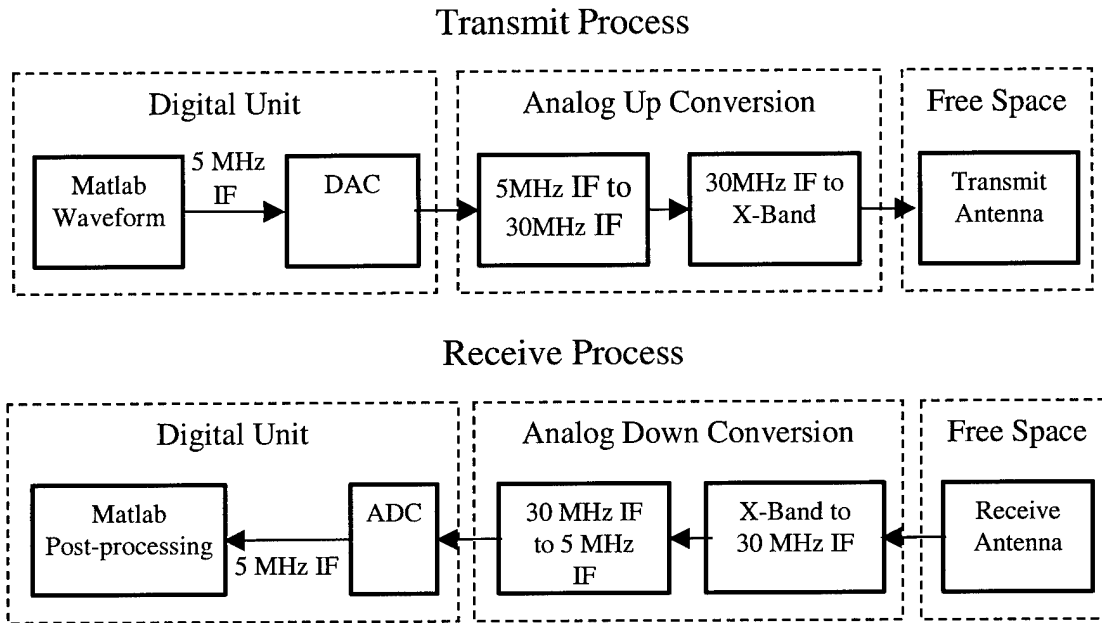 Transmit Process
Digital Unit
Matlab
Waveform
5 MHz
IF
DAC
Analog Up Conversion
5MHz IF to
30MHz IF
30MHz IF to
X-Band
Free Space
Transmit
Antenna
Receive Process
Digital Unit
Matlab
Post-processing
5 MHz IF
ADC
Analog Down Conversion
30 MHz IF
to 5 MHz
IF
X-Band to
30 MHz IF
Free Space
Receive
Antenna